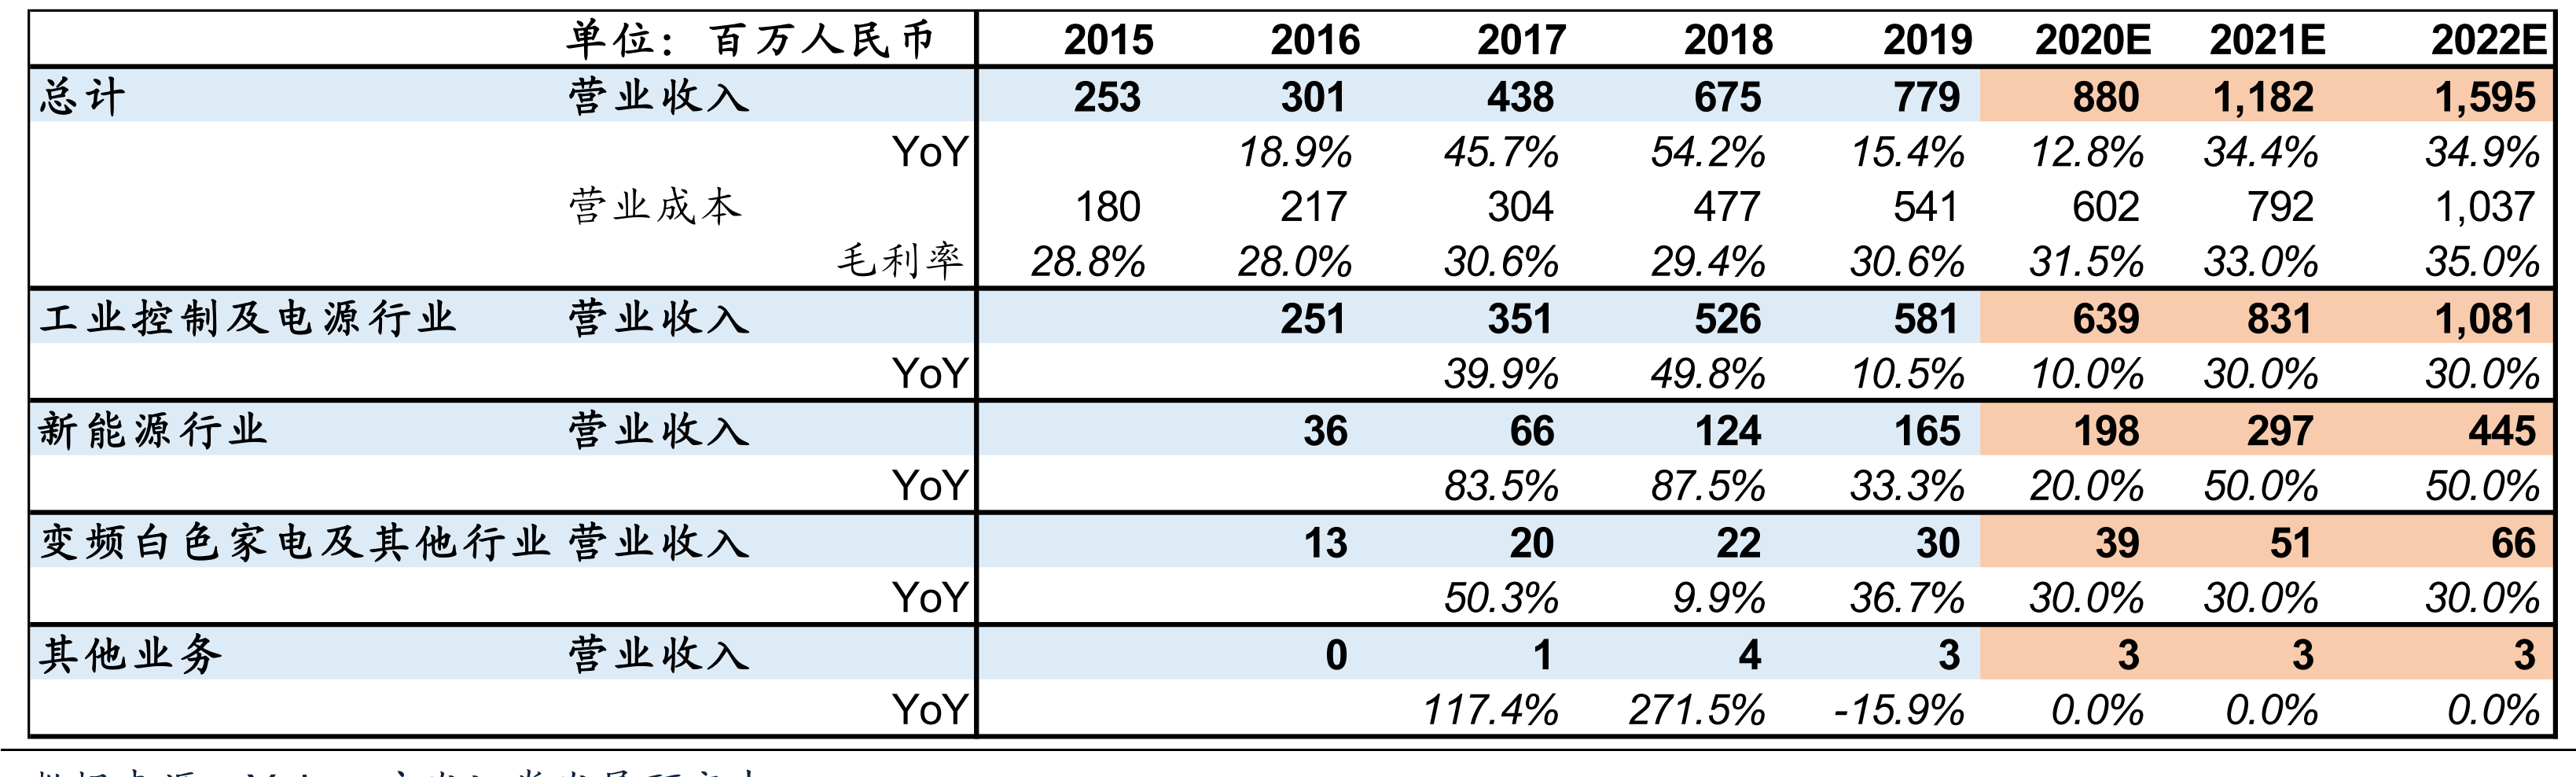 单位：百万人民币 2015 2016 2017 2018 2019 2020E 2021E 2022E
总计 营业收入 253 301 438 675 779 880 1,182 1,595
YoY 18.9% 45.7% 54.2% 15.4% 12.8% 34.4% 34.9%
营业成本 180 217 304 477 541 602 792 1,037
毛利率 28.8% 28.0% 30.6% 29.4% 30.6% 31.5% 33.0% 35.0%
工业控制及电源行业 营业收入 251 351 526 581 639 831 1,081
YoY 39.9% 49.8% 10.5% 10.0% 30.0% 30.0%
新能源行业 营业收入 36 66 124 165 198 297 445
YoY 83.5% 87.5% 33.3% 20.0% 50.0% 50.0%
变频白色家电及其他行业 营业收入 13 20 22 30 39 51 66
YoY 50.3% 9.9% 36.7% 30.0% 30.0% 30.0%
其他业务 营业收入 0 1 4 3 3 3 3
YoY 117.4% 271.5% -15.9% 0.0% 0.0% 0.0%